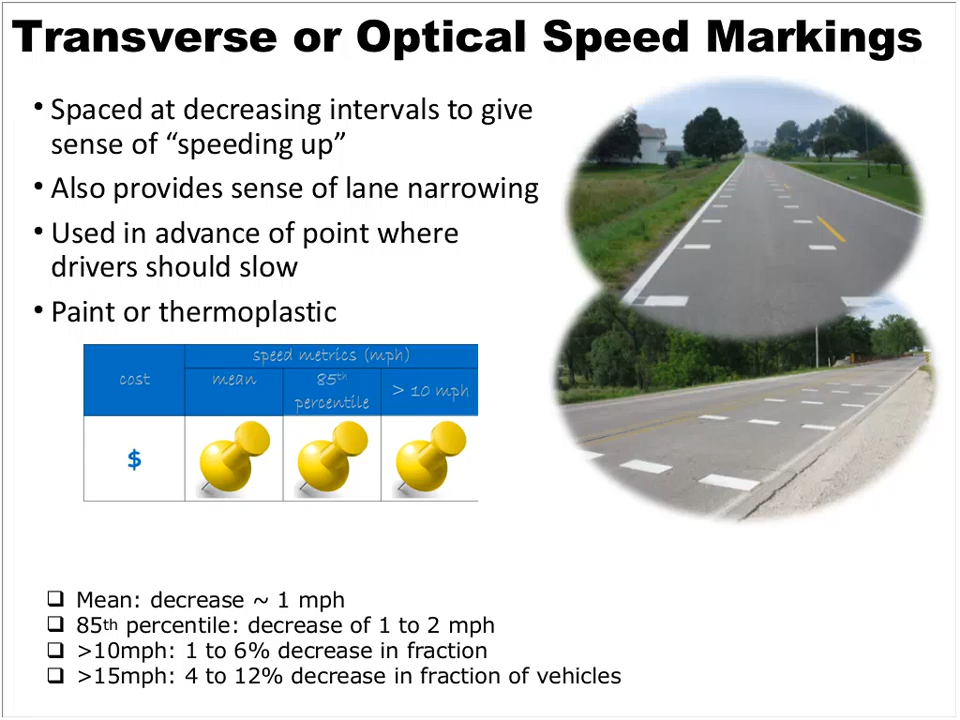 Transverse or Optical Speed Markings
• Spaced at decreasing intervals to give
sense of “speeding up”
• Also provides sense of lane narrowing
• Used in advance of point where
drivers should slow
• Paint or thermoplastic
cost
speed metrics (mph)
mean
85th
percentile
> 10 mph
$
❑ Mean: decrease ~ 1 mph
❑ 85th percentile: decrease of 1 to 2 mph
❑ >10mph: 1 to 6% decrease in fraction
❑ >15mph: 4 to 12% decrease in fraction of vehicles